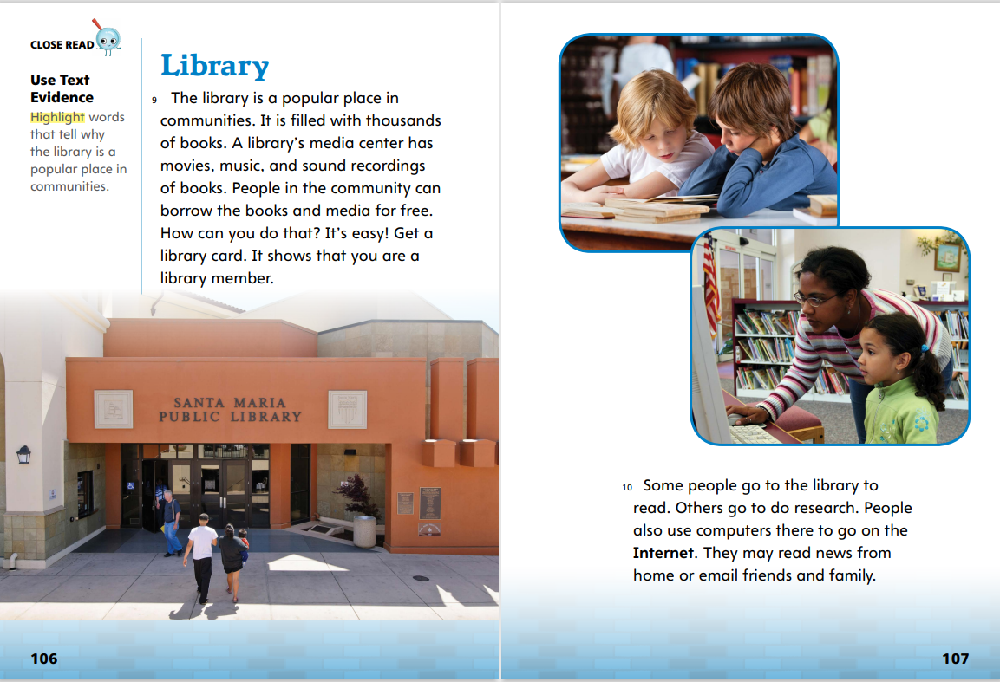 CLOSE READ
Use Text
Evidence
Highlight words
that tell why
the library is a
popular place in
communities.
Library
9 The library is a popular place in
communities. It is filled with thousands
of books. A library’s media center has
movies, music, and sound recordings
of books. People in the community can
borrow the books and media for free.
How can you do that? It’s easy! Get a
library card. It shows that you are a
library member.
SANTA MARIA
PUBLIC LIBRARY
106
10 Some people go to the library to
read. Others go to do research. People
also use computers there to go on the
Internet. They may read news from
home or email friends and family.
107